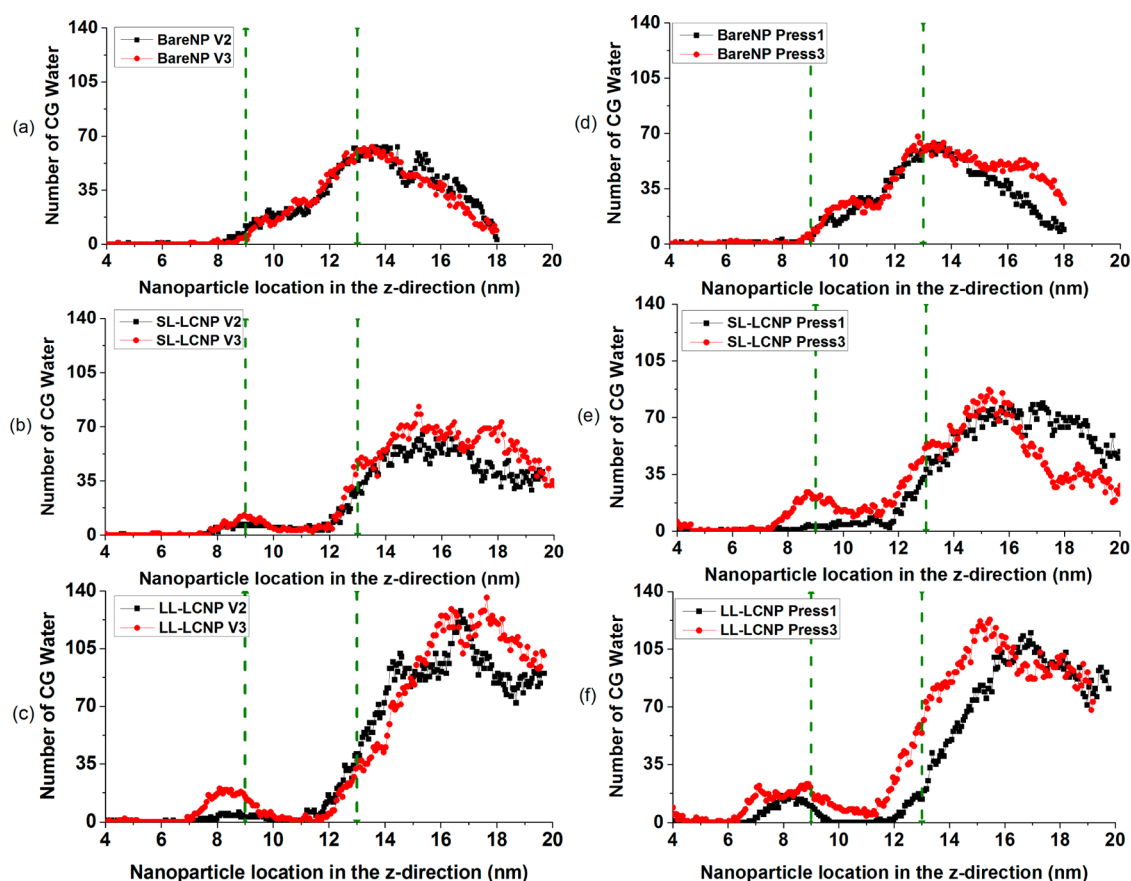 (a)
Number of CG Water
140
105
70
35
0
BareNP V2
BareNP V3
4 6 8 10 12 14 16 18 20
Nanoparticle location in the z-direction (nm)
(d)
Number of CG Water
140
105
70
35
0
BareNP Press1
BareNP Press3
4 6 8 10 12 14 16 18 20
Nanoparticle location in the z-direction (nm)
(b)
Number of CG Water
140
105
70
35
0
SL-LCNP V2
SL-LCNP V3
4 6 8 10 12 14 16 18 20
Nanoparticle location in the z-direction (nm)
(e)
Number of CG Water
140
105
70
35
0
SL-LCNP Press1
SL-LCNP Press3
4 6 8 10 12 14 16 18 20
Nanoparticle location in the z-direction (nm)
(c)
Number of CG Water
140
105
70
35
0
LL-LCNP V2
LL-LCNP V3
4 6 8 10 12 14 16 18 20
Nanoparticle location in the z-direction (nm)
(f)
Number of CG Water
140
105
70
35
0
LL-LCNP Press1
LL-LCNP Press3
4 6 8 10 12 14 16 18 20
Nanoparticle location in the z-direction (nm)